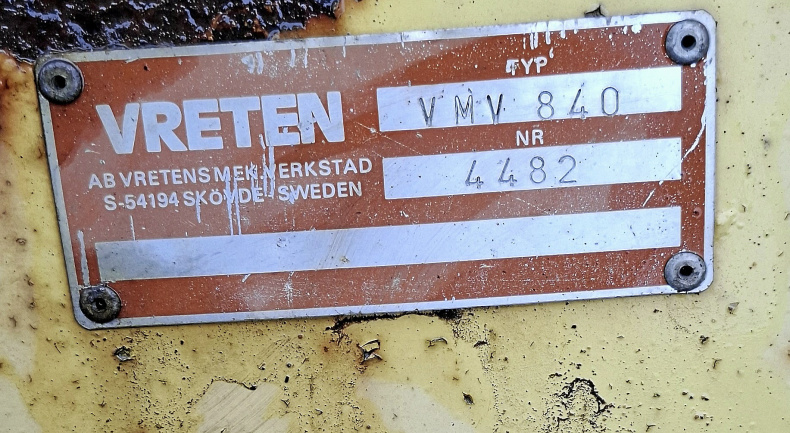 VRETEN
AB VRETENS MEK. VERKSTAD
S-54194 SKÖVDE - SWEDEN
TYP
VMV 840
NR
4482